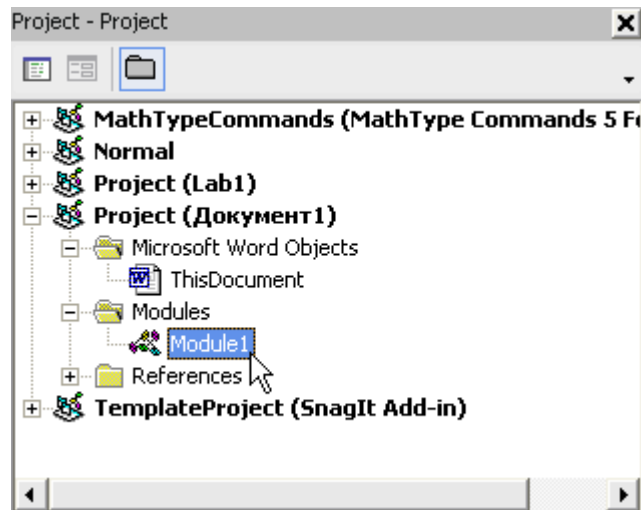 Project - Project
MathTypeCommands (MathType Commands 5 Fo
Normal
Project (Lab1)
Project (Документ1)
Microsoft Word Objects
ThisDocument
Modules
Module1
References
TemplateProject (SnagIt Add-in)